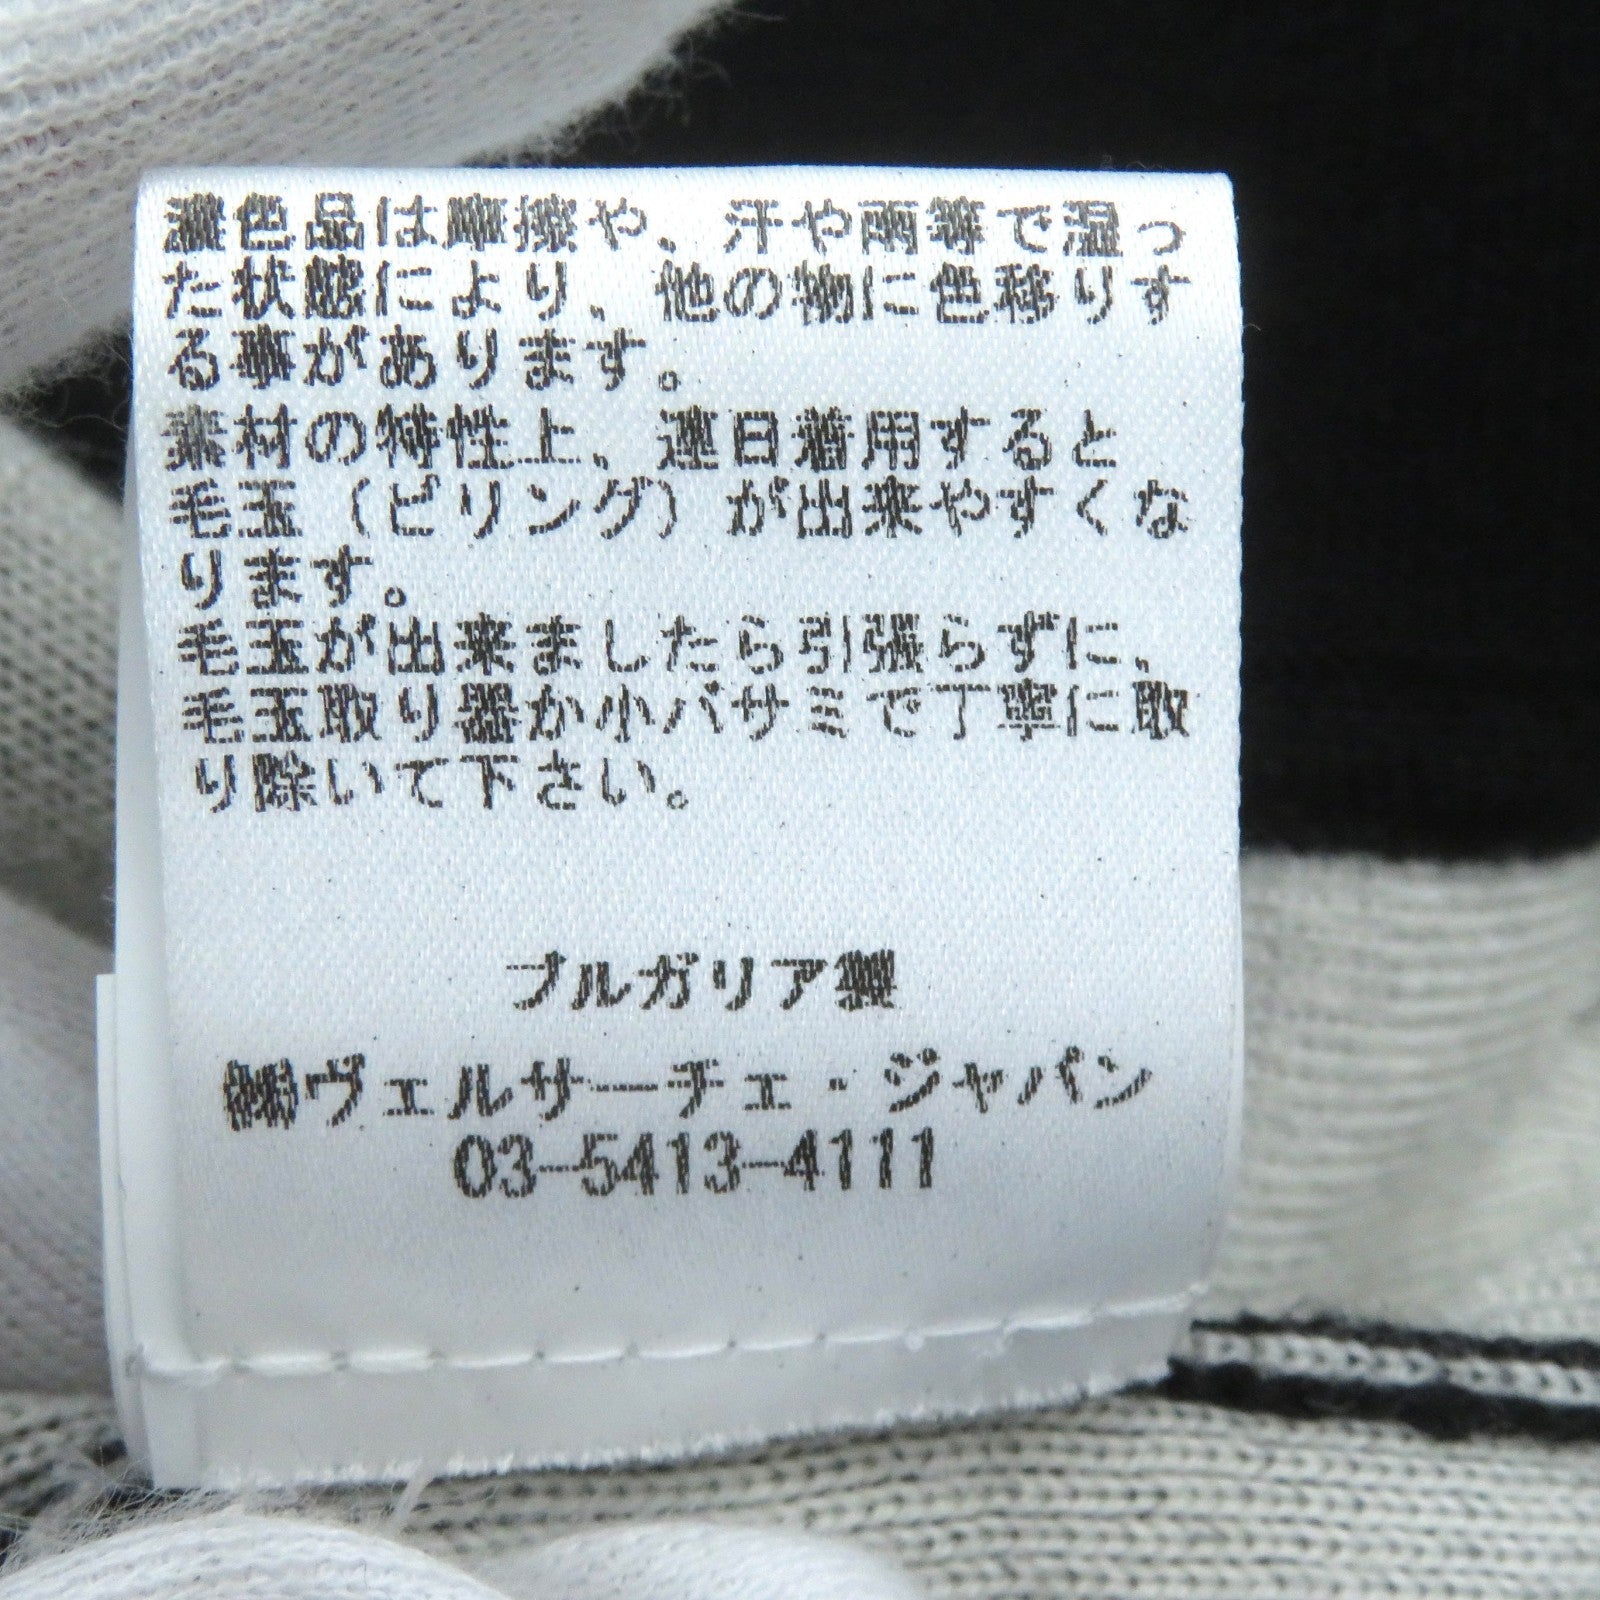 濃色品は摩擦や、汗や雨等で湿っ
た状態により、他の物に色移りす
る事があります。
素材の特性上、連日着用すると
毛玉（ピリング）が出来やすくな
ります。
毛玉が出来ましたら引張らずに、
毛玉取り器か小バサミで丁寧に取
り除いて下さい。
ブルガリア製
㈱ヴェルサーチェ・ジャパン
03-5413-4111